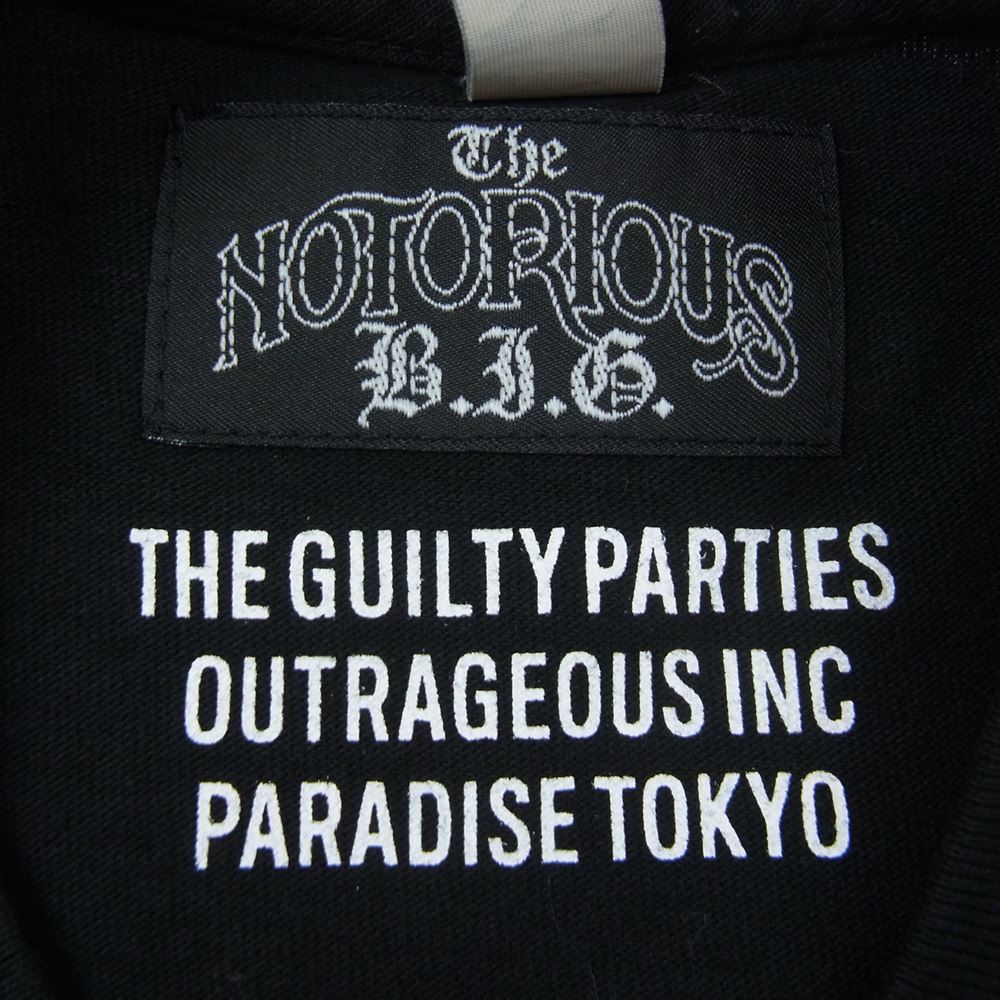 The
NOTORIOUS
B.I.G.
THE GUILTY PARTIES
OUTRAGEOUS INC
PARADISE TOKYO